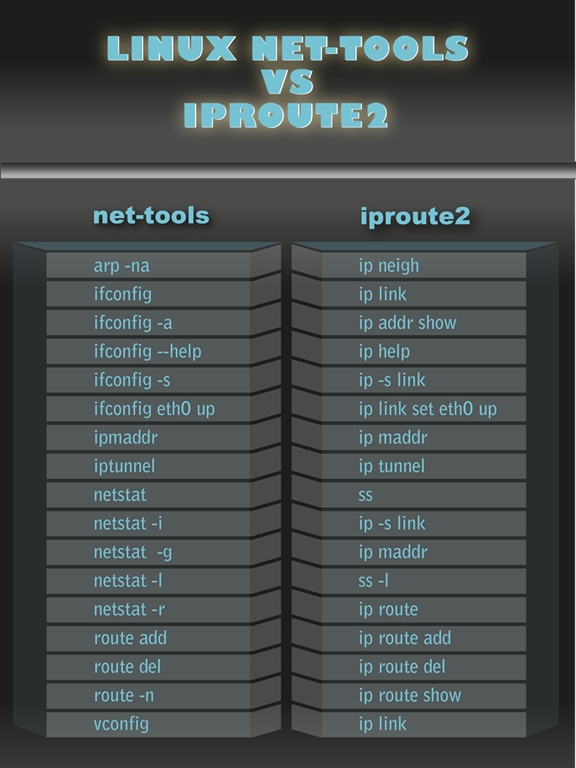 LINUX NET-TOOLS
VS
IPROUTE2
net-tools iproute2
arp -na ip neigh
ifconfig ip link
ifconfig -a ip addr show
ifconfig --help ip help
ifconfig -s ip -s link
ifconfig eth0 up ip link set eth0 up
ipmaddr ip maddr
iptunnel ip tunnel
netstat ss
netstat -i ip -s link
netstat  -g ip maddr
netstat -l ss -l
netstat -r ip route
route add ip route add
route del ip route del
route -n ip route show
vconfig ip link